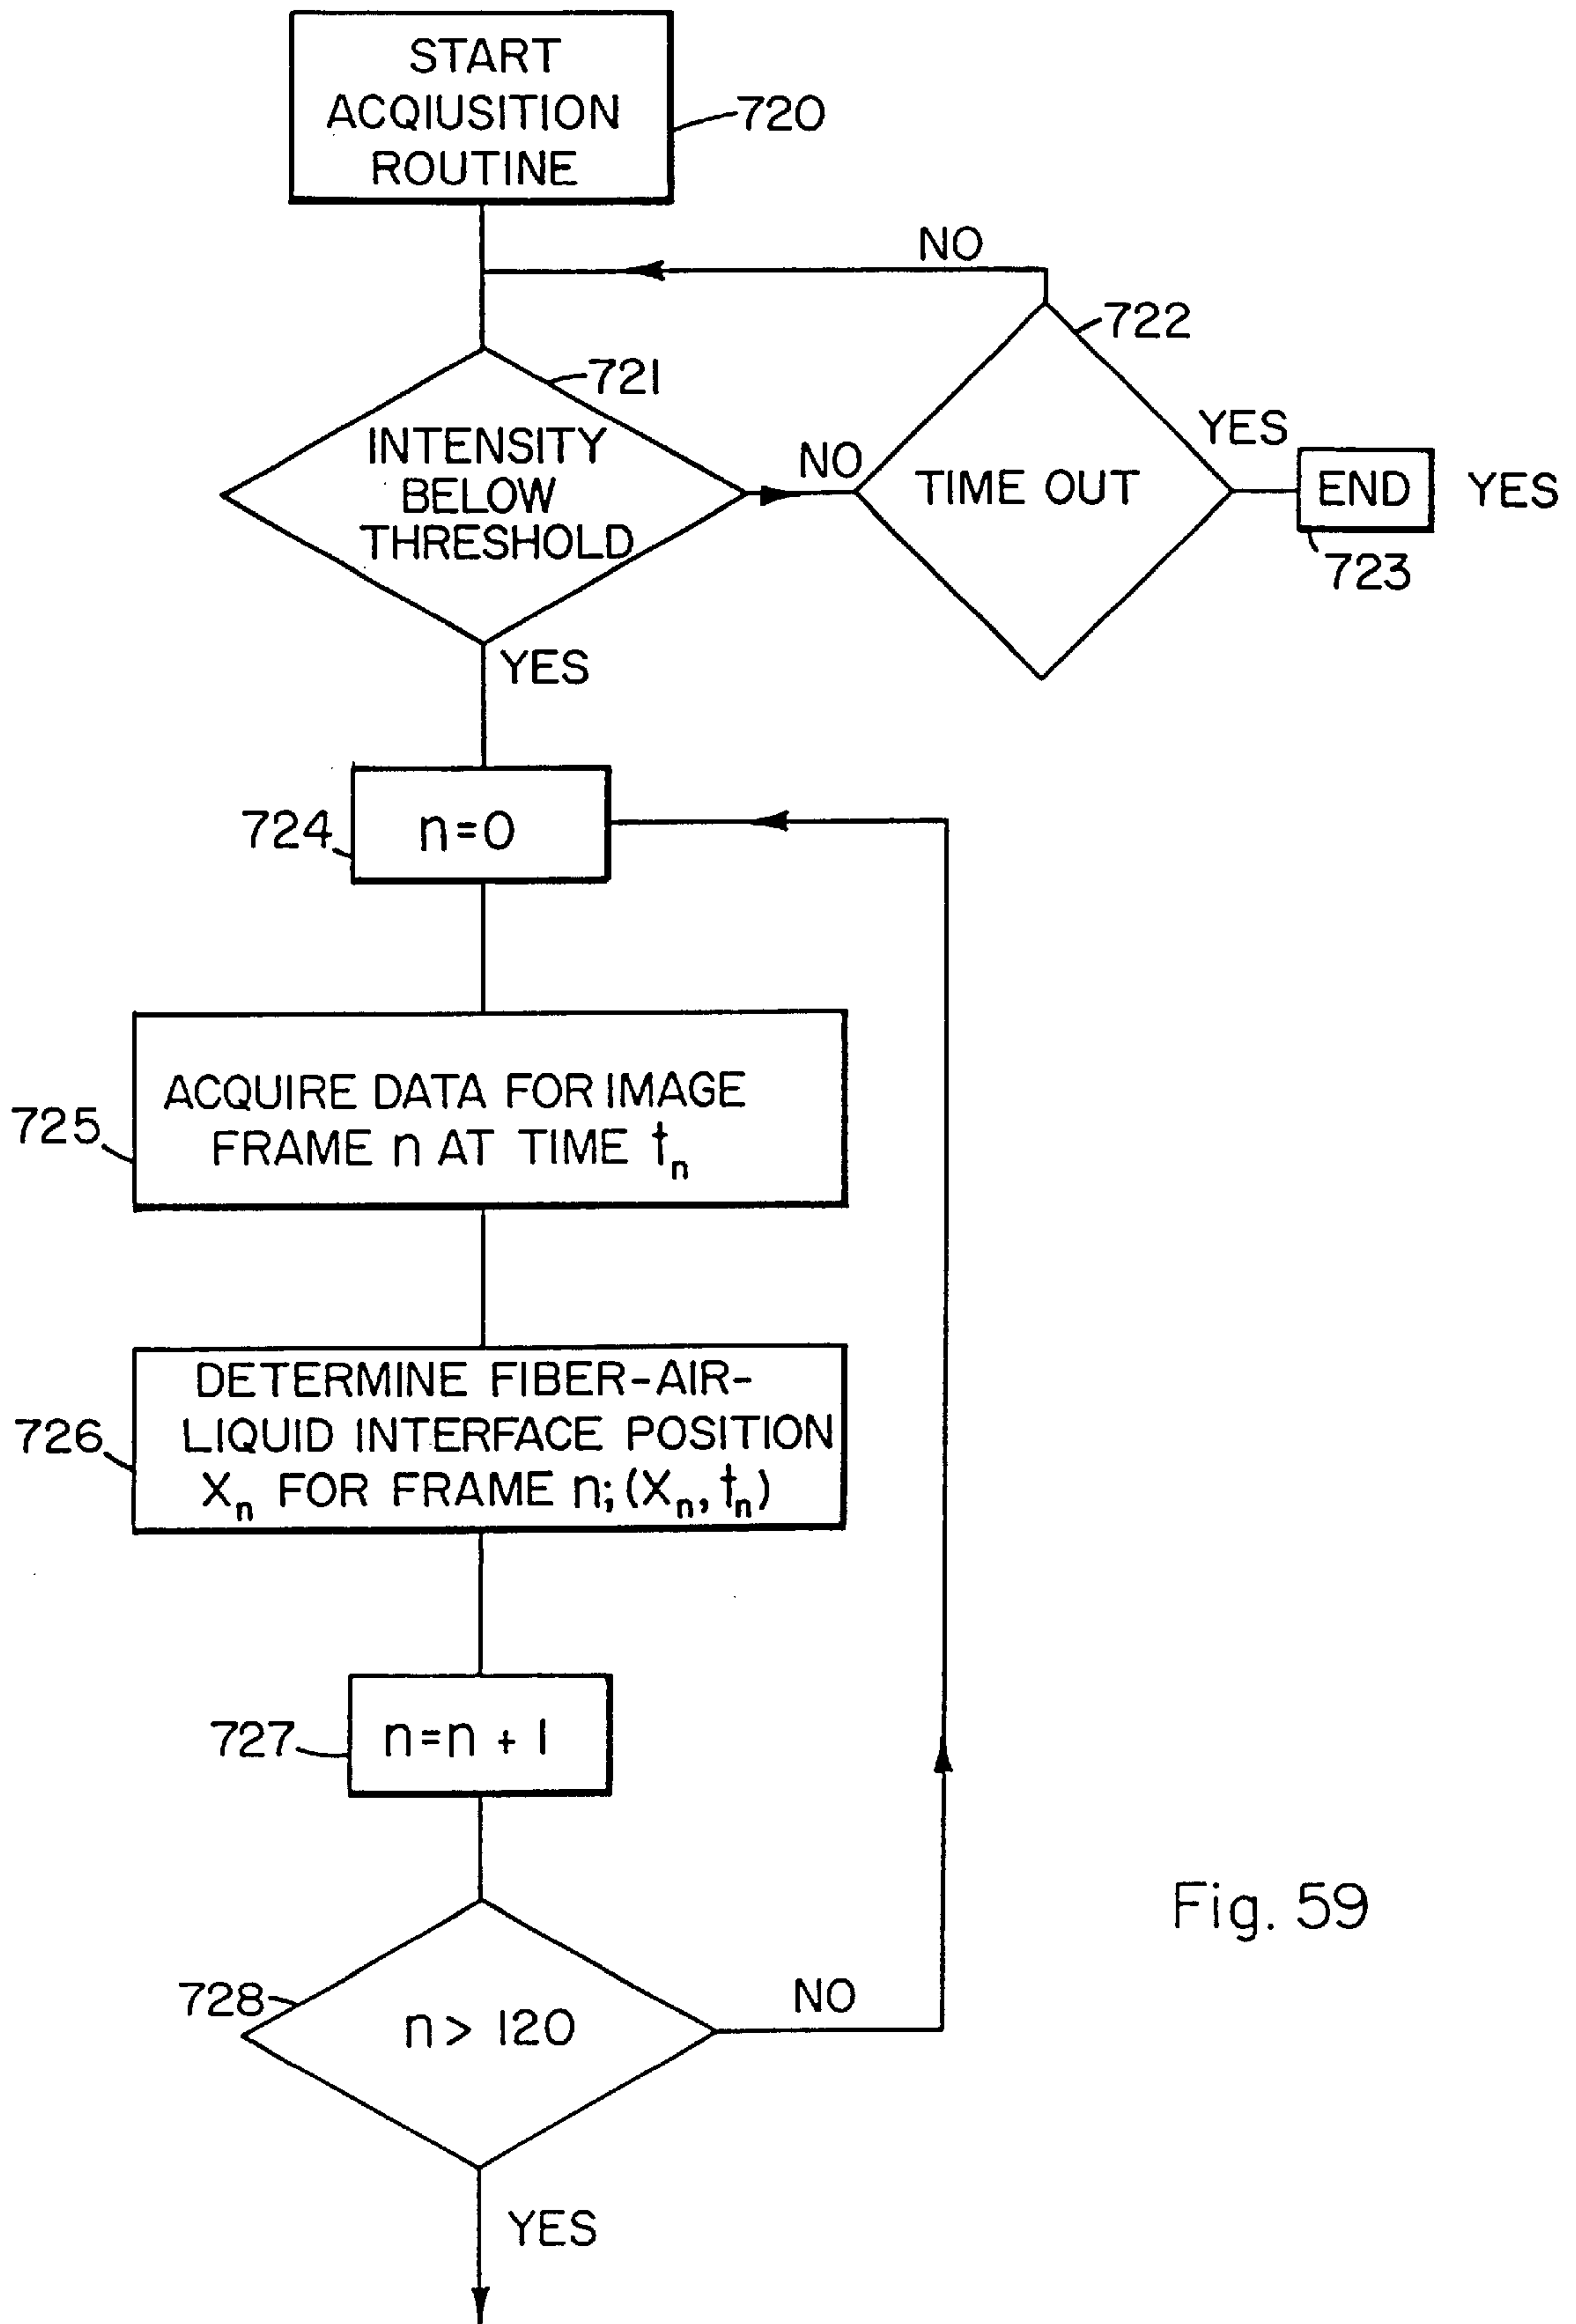 START
ACQIUSITION
ROUTINE
720
NO
722
721
INTENSITY
BELOW
THRESHOLD
NO
TIME OUT
YES
END
YES
723
YES
724
n=0
725
ACQUIRE DATA FOR IMAGE
FRAME n AT TIME tₙ
726
DETERMINE FIBER-AIR-
LIQUID INTERFACE POSITION
Xₙ FOR FRAME n; (Xₙ, tₙ)
727
n=n + 1
728
n > 120
NO
YES
Fig. 59